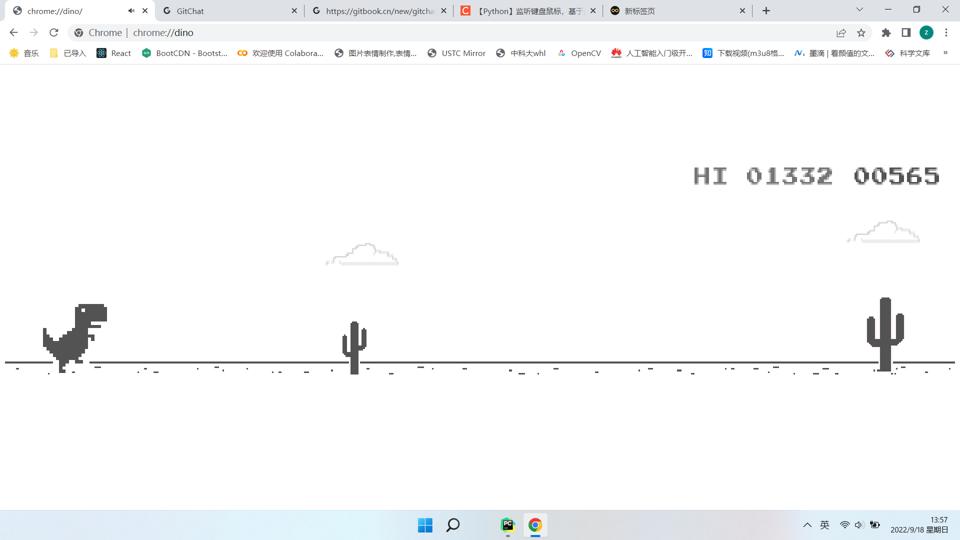 chrome://dino/
GitChat
https://gitbook.cn/new/gitcha
【Python】监听键盘鼠标，基于
新标签页
Chrome | chrome://dino
音乐
已导入
React
BootCDN - Bootst...
欢迎使用 Colabora...
图片表情制作,表情...
USTC Mirror
中科大whl
OpenCV
人工智能入门级开...
下载视频(m3u8格...
墨滴 | 看颜值的文...
科学文库
»
HI 01332 00565
英
13:57
2022/9/18 星期日